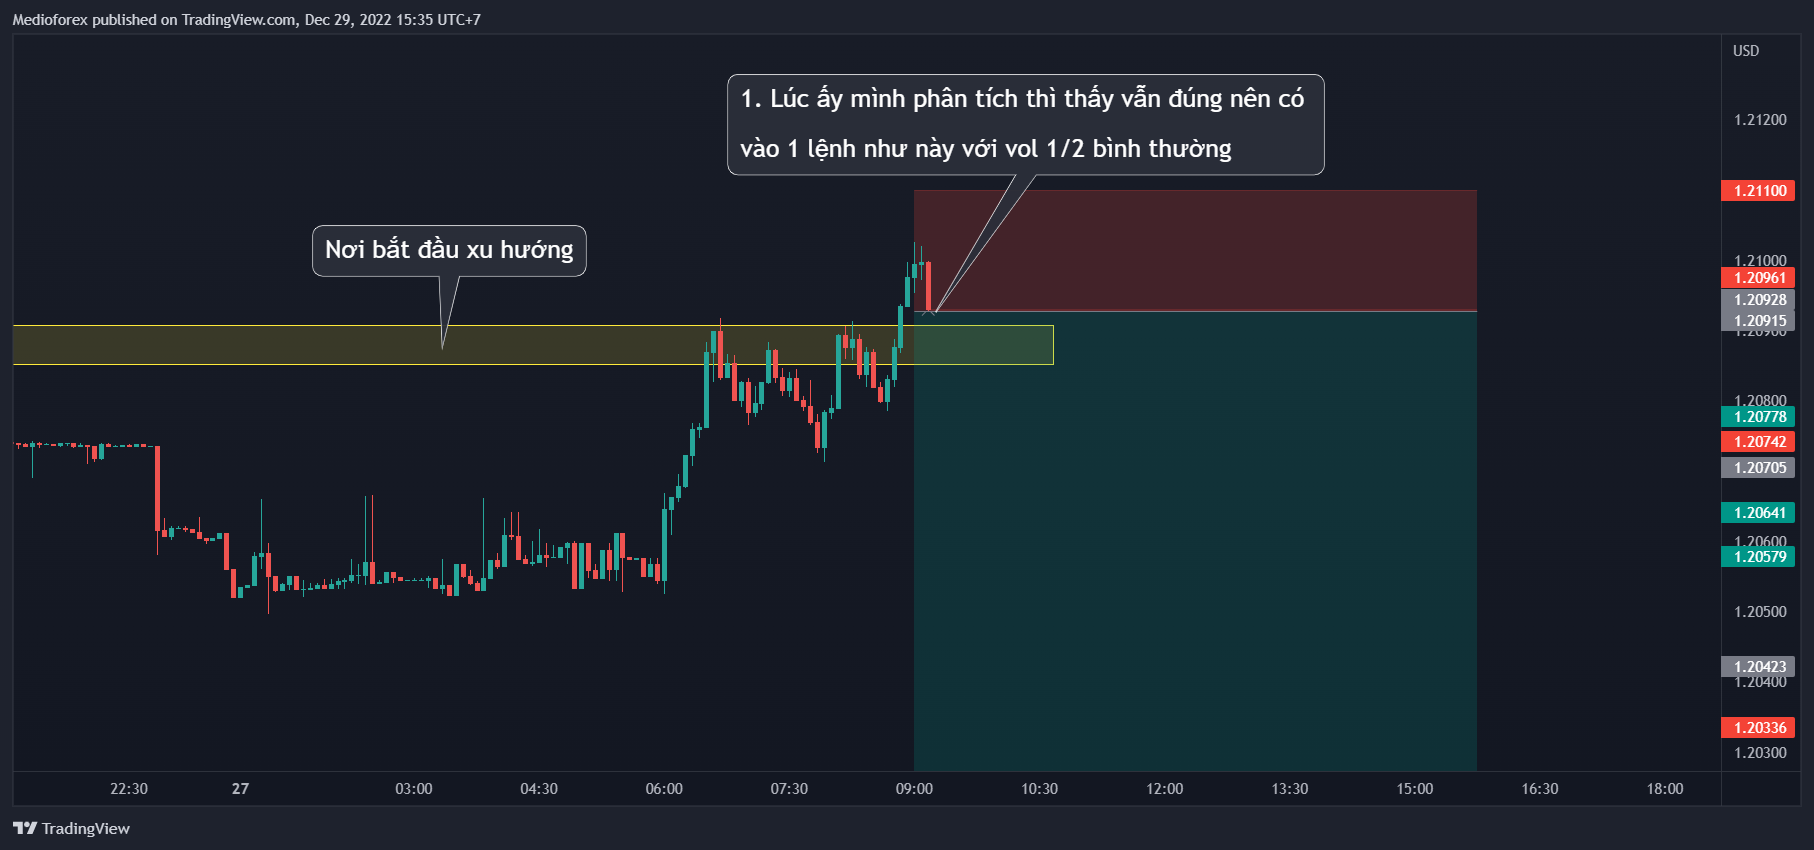 Medioforex published on TradingView.com, Dec 29, 2022 15:35 UTC+7
USD
1. Lúc ấy mình phân tích thì thấy vẫn đúng nên có
vào 1 lệnh như này với vol 1/2 bình thường
Nơi bắt đầu xu hướng
1.21200
1.21100
1.21000
1.20961
1.20928
1.20915
1.20900
1.20800
1.20778
1.20742
1.20705
1.20641
1.20600
1.20579
1.20500
1.20423
1.20400
1.20336
1.20300
22:30 27 03:00 04:30 06:00 07:30 09:00 10:30 12:00 13:30 15:00 16:30 18:00
TradingView